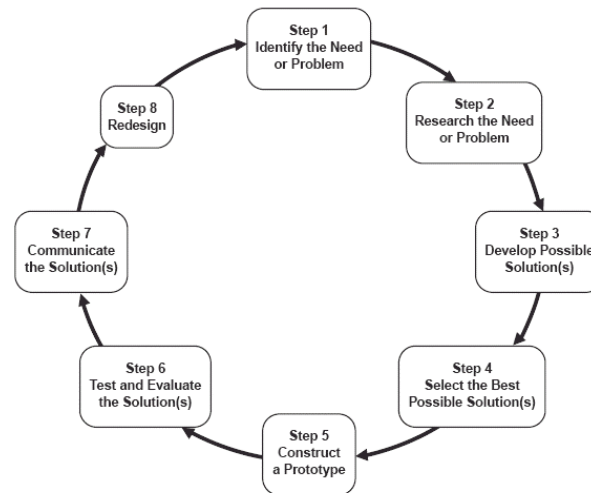 Step 1
Identify the Need
or Problem
Step 2
Research the Need
or Problem
Step 3
Develop Possible
Solution(s)
Step 4
Select the Best
Possible Solution(s)
Step 5
Construct
a Prototype
Step 6
Test and Evaluate
the Solution(s)
Step 7
Communicate
the Solution(s)
Step 8
Redesign